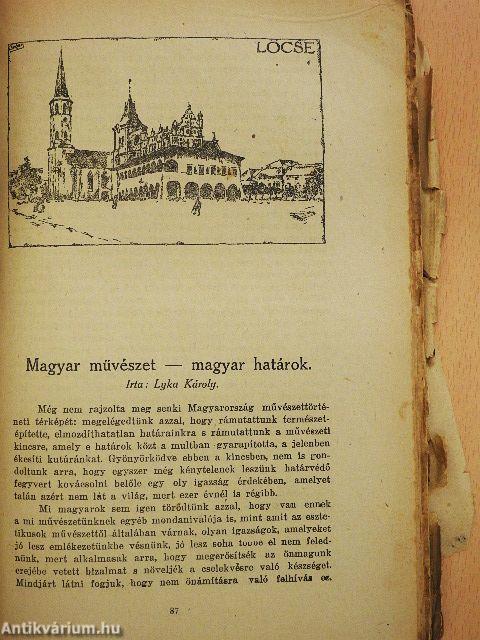 LŐCSE
Magyar művészet — magyar határok.
Irta: Lyka Károly.
Még nem rajzolta meg senki Magyarország művészettörté-
neti térképét: megelégedtünk azzal, hogy rámutattunk természet-
építette, elmozdíthatatlan határainkra s rámutattunk a művészeti
kincsre, amely e határok közt a multban gyarapította, a jelenben
ékesíti kutúránkat. Gyönyörködve ebben a kincsben, nem is gon-
doltunk arra, hogy egyszer még kénytelenek leszünk határvédő
fegyvert kovácsolni belőle egy oly igazság érdekében, amelyet
talán azért nem lát a világ, mert ezer évnél is régibb.
Mi magyarok sem igen törődtünk azzal, hogy van ennek
a mi művészetünknek egyéb mondanivalója is, mint amit az eszte-
tikusok művészettől általában várnak, olyan igazságok, amelyeket
jó lesz emlékezetünkbe vésnünk, jó lesz soha többé el nem feled-
nünk, mert alkalmasak arra, hogy megerősítsék az önmagunk
erejébe vetett bizalmat s növeljék a cselekvésre való készséget.
Mindjárt látni fogjuk, hogy nem önámításra való felhívás ez.
87
Antikvárium.hu